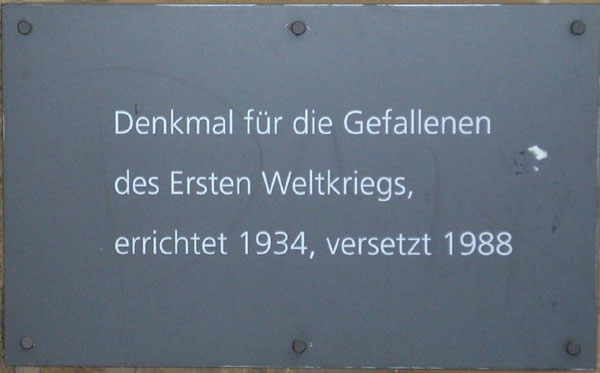 Denkmal für die Gefallenen
des Ersten Weltkriegs,
errichtet 1934, versetzt 1988